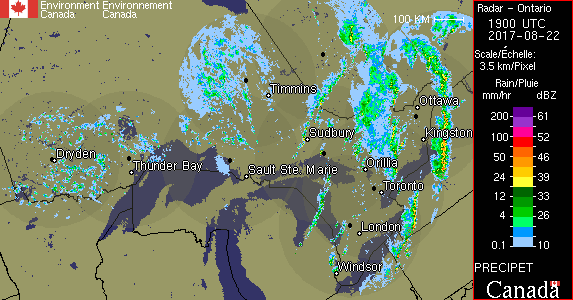 Environment Environnement
Canada Canada
100 KM
Radar - Ontario
1900 UTC
2017-08-22
Scale/Échelle:
3.5 km/Pixel
Rain/Pluie
mm/hr dBZ
200 61
100 52
50 46
24 39
12 33
4 26
0.1 10
PRECIPET
Canada
Timmins
Ottawa
Sudbury
Kingston
Dryden
Thunder Bay
Sault Ste. Marie
Orillia
Toronto
London
Windsor